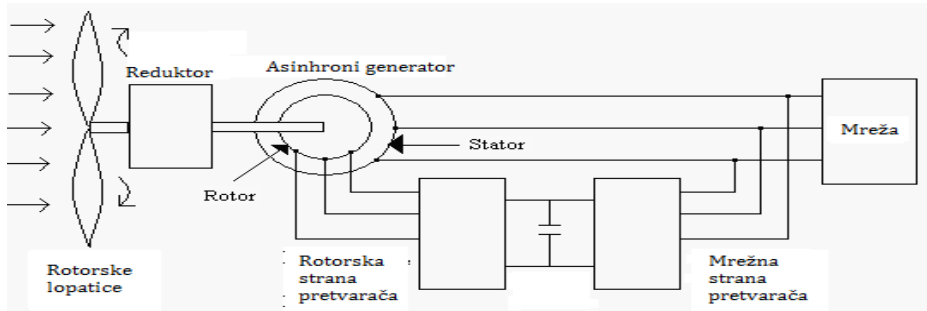 Reduktor
Asinhroni generator
Mreža
Stator
Rotor
Rotorske
lopatice
Rotorska
strana
pretvarača
Mrežna
strana
pretvarača